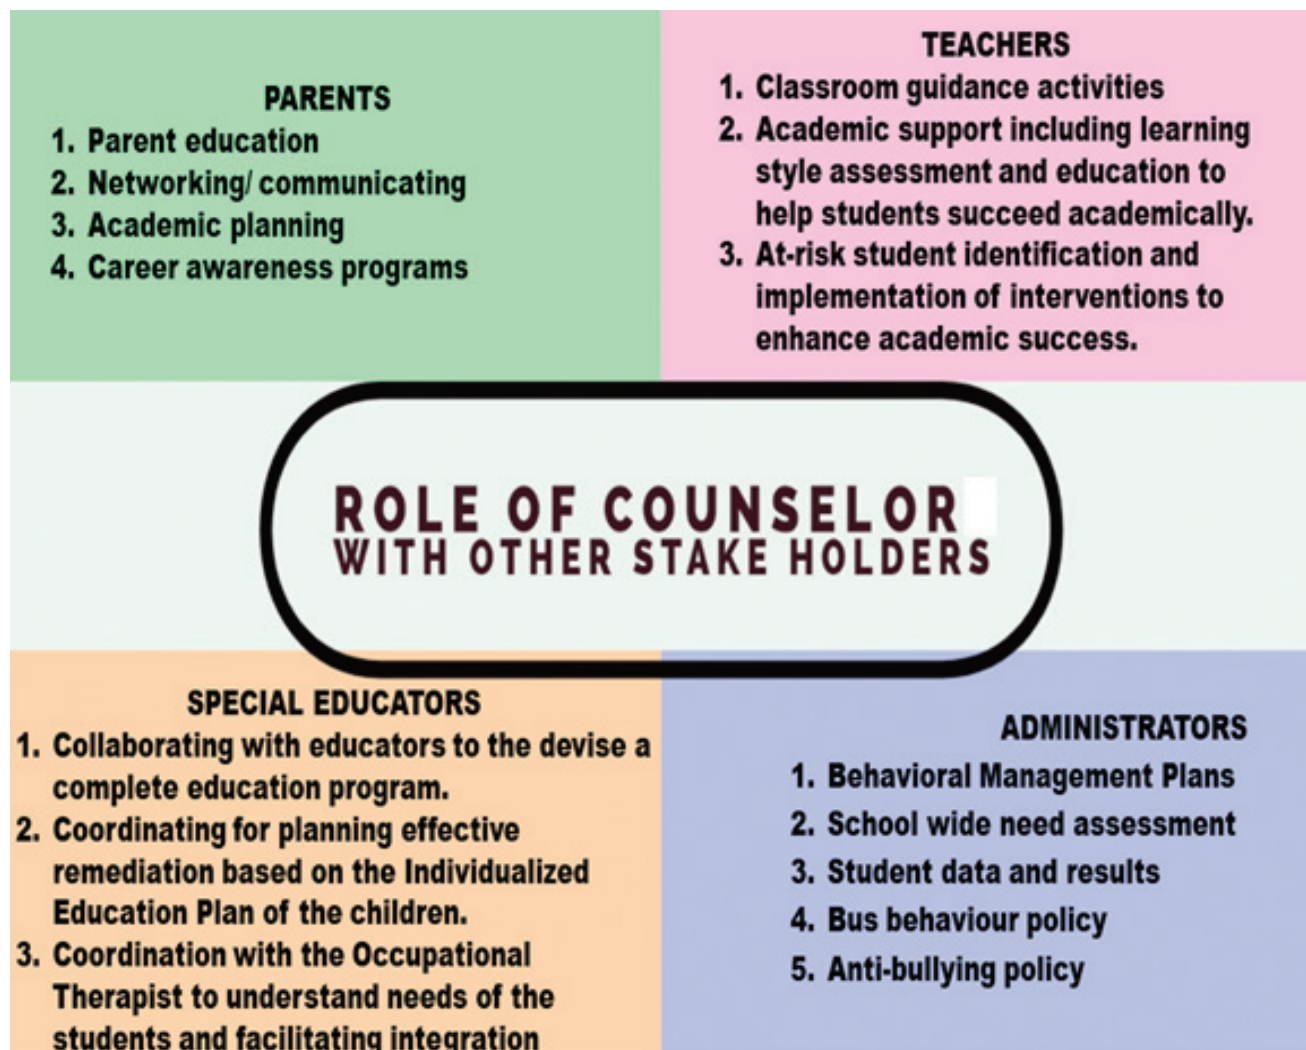 PARENTS
1. Parent education
2. Networking/ communicating
3. Academic planning
4. Career awareness programs
TEACHERS
1. Classroom guidance activities
2. Academic support including learning
style assessment and education to
help students succeed academically.
3. At-risk student identification and
implementation of interventions to
enhance academic success.
ROLE OF COUNSELOR
WITH OTHER STAKE HOLDERS
SPECIAL EDUCATORS
1. Collaborating with educators to the devise a
complete education program.
2. Coordinating for planning effective
remediation based on the Individualized
Education Plan of the children.
3. Coordination with the Occupational
Therapist to understand needs of the
students and facilitating integration
ADMINISTRATORS
1. Behavioral Management Plans
2. School wide need assessment
3. Student data and results
4. Bus behaviour policy
5. Anti-bullying policy